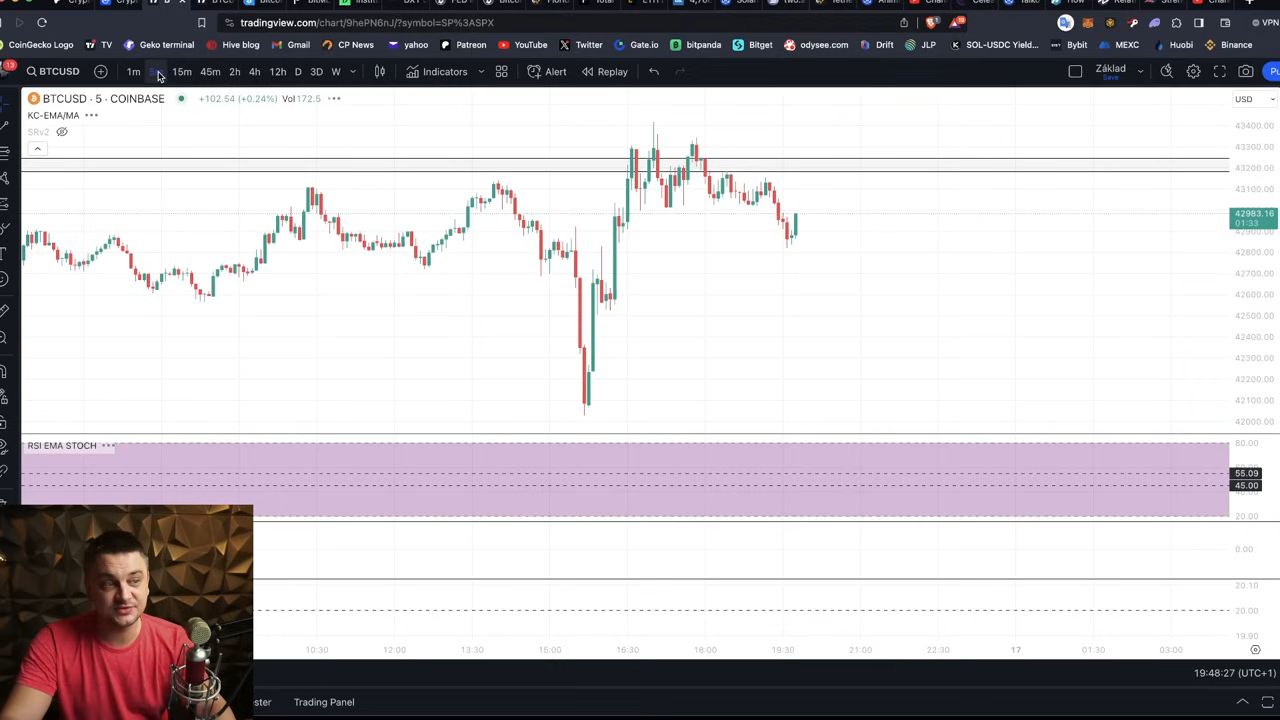 tradingview.com/chart/9hePN6nJ/?symbol=SP%3ASPX
CoinGecko Logo TV Geko terminal Hive blog Gmail CP News yahoo Patreon YouTube Twitter Gate.io bitpanda Bitget odysee.com Drift JLP SOL-USDC Yield... Bybit MEXC Huobi Binance
13 BTCUSD 1m 15m 45m 2h 4h 12h D 3D W Indicators Alert Replay Základ
Save
BTCUSD · 5 · COINBASE +102.54 (+0.24%) Vol 172.5 USD
KC-EMA/MA
SRv2
43400.00
43300.00
43200.00
43100.00
42983.16
01:33
42900.00
42800.00
42700.00
42600.00
42500.00
42400.00
42300.00
42200.00
42100.00
42000.00
RSI EMA STOCH
80.00
55.09
45.00
20.00
0.00
20.10
20.00
19.90
10:30 12:00 13:30 15:00 16:30 18:00 19:30 21:00 22:30 17 01:30 03:00
19:48:27 (UTC+1)
Trading Panel